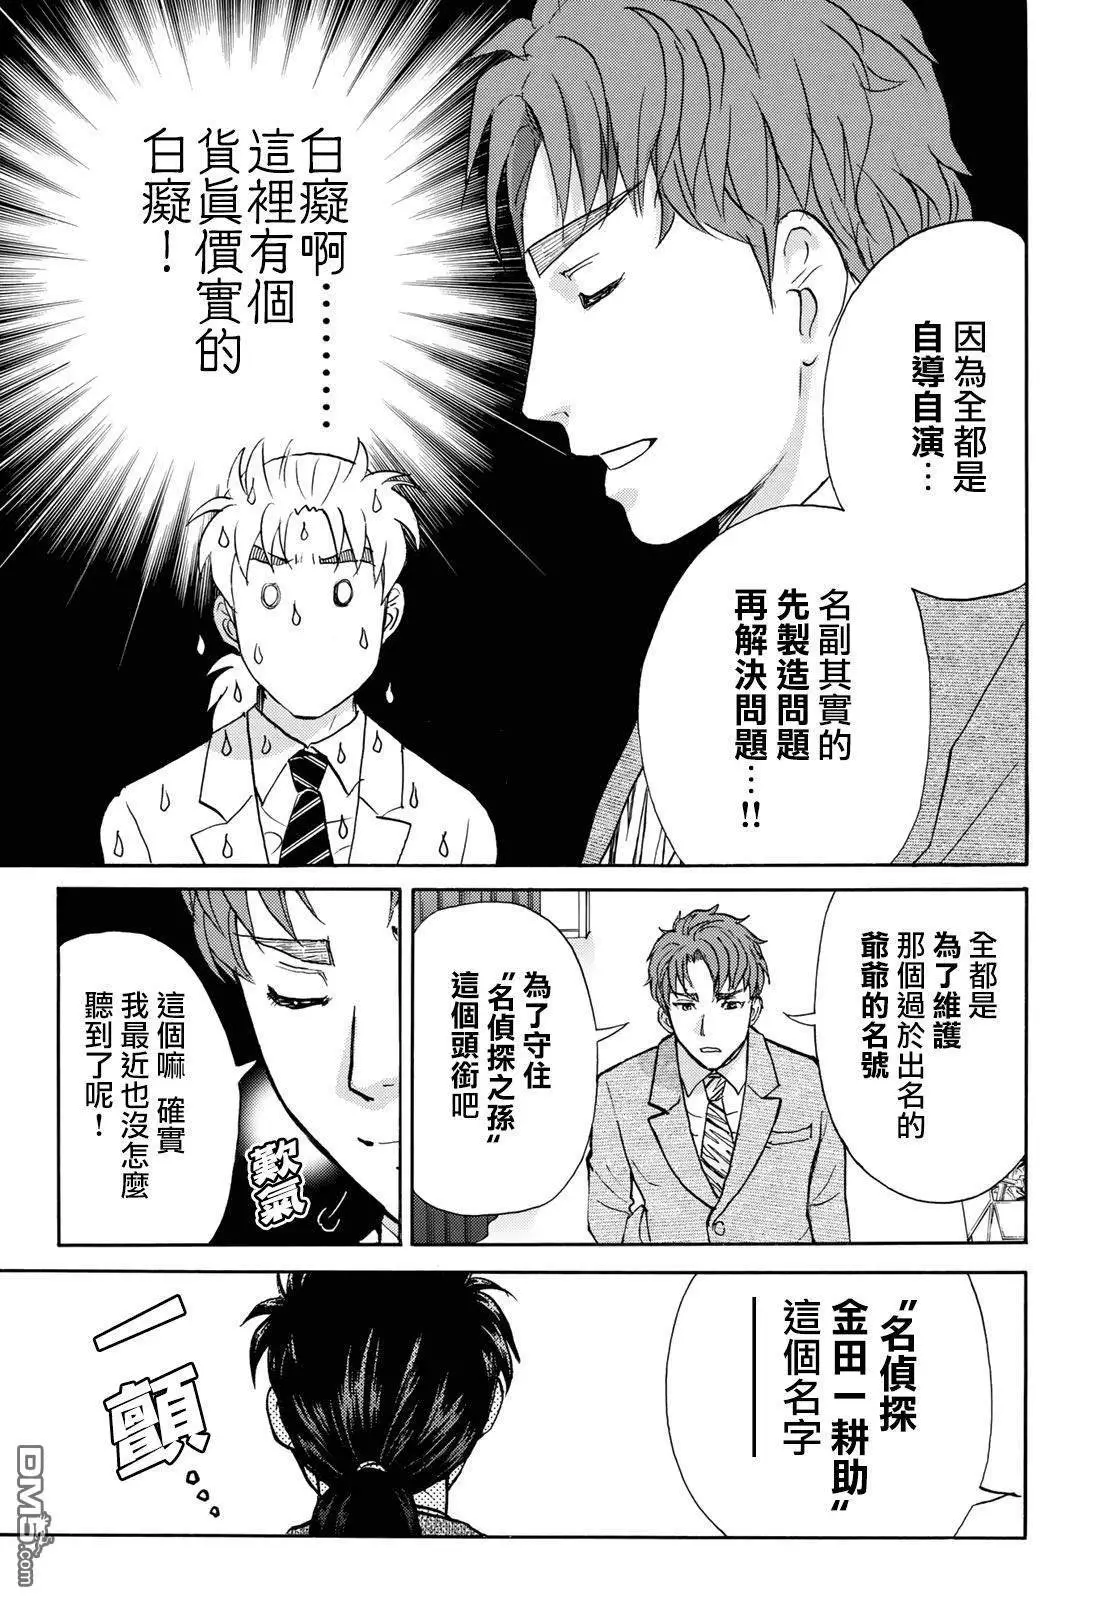 因為全都是
自導自演…
名副其實的
先製造問題
再解決問題…!!
白癡啊………
這裡有個
貨真價實的
白癡！
全都是
為了維護
那個過於出名的
爺爺的名號
為了守住
“名偵探之孫“
這個頭銜吧
這個嘛 確實
我最近也沒怎麼
聽到了呢！
歎氣
“名偵探
金田一耕助“
這個名字
一顫。。。
DM5
.com